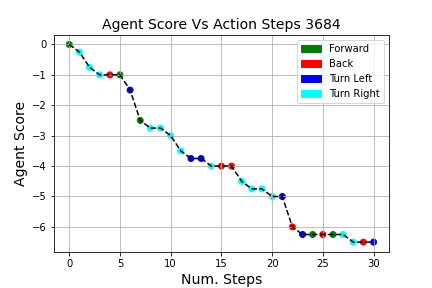 Agent Score Vs Action Steps 3684
Forward
Back
Turn Left
Turn Right
Agent Score
0
−1
−2
−3
−4
−5
−6
0 5 10 15 20 25 30
Num. Steps